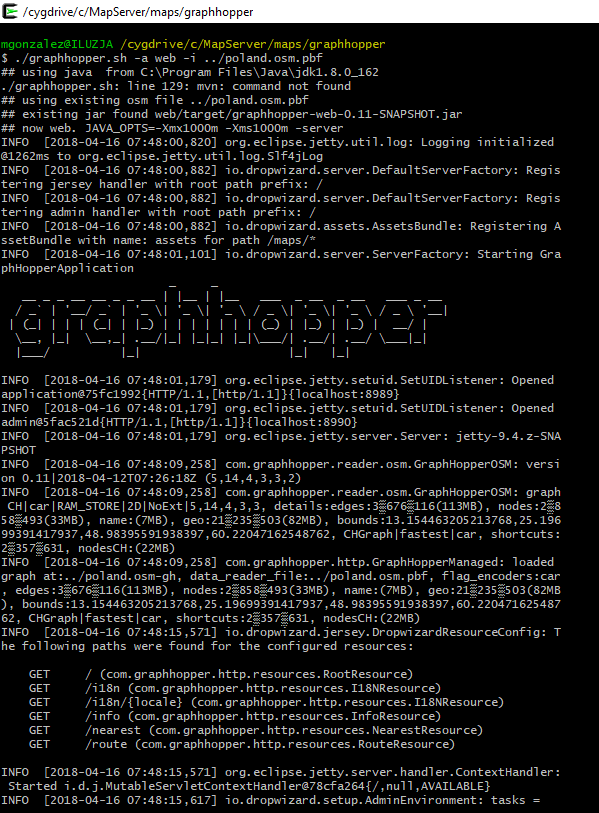 /cygdrive/c/MapServer/maps/graphhopper
mgonzalez@ILUZJA /cygdrive/c/MapServer/maps/graphhopper
$ ./graphhopper.sh -a web -i ../poland.osm.pbf
## using java  from C:\Program Files\Java\jdk1.8.0_162
./graphhopper.sh: line 129: mvn: command not found
## using existing osm file ../poland.osm.pbf
## existing jar found web/target/graphhopper-web-0.11-SNAPSHOT.jar
## now web. JAVA_OPTS=-Xmx1000m -Xms1000m -server
INFO  [2018-04-16 07:48:00,820] org.eclipse.jetty.util.log: Logging initialized
@1262ms to org.eclipse.jetty.util.log.Slf4jLog
INFO  [2018-04-16 07:48:00,882] io.dropwizard.server.DefaultServerFactory: Regis
tering jersey handler with root path prefix: /
INFO  [2018-04-16 07:48:00,882] io.dropwizard.server.DefaultServerFactory: Regis
tering admin handler with root path prefix: /
INFO  [2018-04-16 07:48:00,882] io.dropwizard.assets.AssetsBundle: Registering A
ssetBundle with name: assets for path /maps/*
INFO  [2018-04-16 07:48:01,101] io.dropwizard.server.ServerFactory: Starting Gra
phHopperApplication
graphhopper
INFO  [2018-04-16 07:48:01,179] org.eclipse.jetty.setuid.SetUIDListener: Opened
application@75fc1992{HTTP/1.1,[http/1.1]}{localhost:8989}
INFO  [2018-04-16 07:48:01,179] org.eclipse.jetty.setuid.SetUIDListener: Opened
admin@5fac521d{HTTP/1.1,[http/1.1]}{localhost:8990}
INFO  [2018-04-16 07:48:01,179] org.eclipse.jetty.server.Server: jetty-9.4.z-SNA
PSHOT
INFO  [2018-04-16 07:48:09,258] com.graphhopper.reader.osm.GraphHopperOSM: versi
on 0.11|2018-04-12T07:26:18Z (5,14,4,3,3,2)
INFO  [2018-04-16 07:48:09,258] com.graphhopper.reader.osm.GraphHopperOSM: graph
 CH|car|RAM_STORE|2D|NoExt|5,14,4,3,3, details:edges:3▒676▒116(113MB), nodes:2▒8
58▒493(33MB), name:(7MB), geo:21▒235▒503(82MB), bounds:13.154463205213768,25.196
99391417937,48.98395591938397,60.22047162548762, CHGraph|fastest|car, shortcuts:
2▒357▒631, nodesCH:(22MB)
INFO  [2018-04-16 07:48:09,258] com.graphhopper.http.GraphHopperManaged: loaded
graph at:../poland.osm-gh, data_reader_file:../poland.osm.pbf, flag_encoders:car
, edges:3▒676▒116(113MB), nodes:2▒858▒493(33MB), name:(7MB), geo:21▒235▒503(82MB
), bounds:13.154463205213768,25.19699391417937,48.98395591938397,60.220471625487
62, CHGraph|fastest|car, shortcuts:2▒357▒631, nodesCH:(22MB)
INFO  [2018-04-16 07:48:15,571] io.dropwizard.jersey.DropwizardResourceConfig: T
he following paths were found for the configured resources:
    GET     / (com.graphhopper.http.resources.RootResource)
    GET     /i18n (com.graphhopper.http.resources.I18NResource)
    GET     /i18n/{locale} (com.graphhopper.http.resources.I18NResource)
    GET     /info (com.graphhopper.http.resources.InfoResource)
    GET     /nearest (com.graphhopper.http.resources.NearestResource)
    GET     /route (com.graphhopper.http.resources.RouteResource)
INFO  [2018-04-16 07:48:15,571] org.eclipse.jetty.server.handler.ContextHandler:
 Started i.d.j.MutableServletContextHandler@78cfa264{/,null,AVAILABLE}
INFO  [2018-04-16 07:48:15,617] io.dropwizard.setup.AdminEnvironment: tasks =